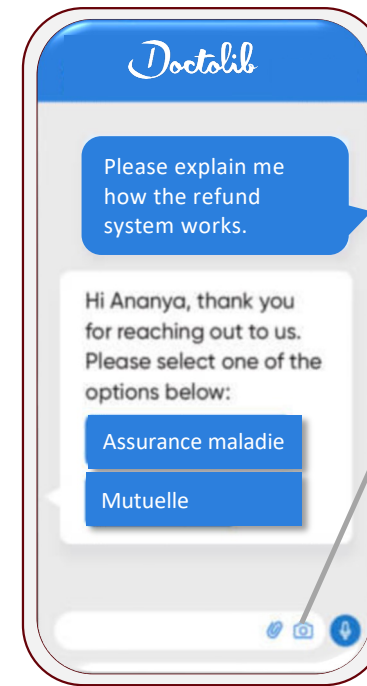 Doctolib
Please explain me
how the refund
system works.
Hi Ananya, thank you
for reaching out to us.
Please select one of the
options below:
Assurance maladie
Mutuelle